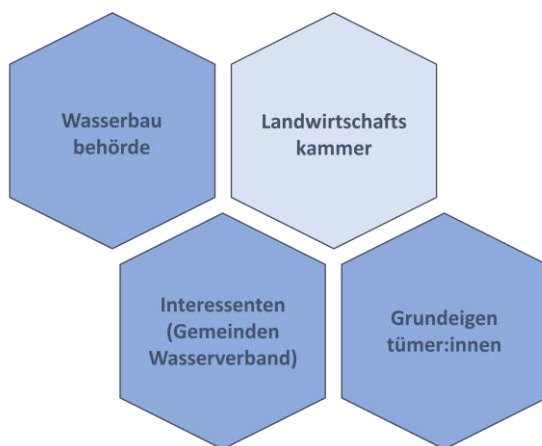 Wasserbau
behörde
Landwirtschafts
kammer
Interessenten
(Gemeinden
Wasserverband)
Grundeigen
tümer:innen